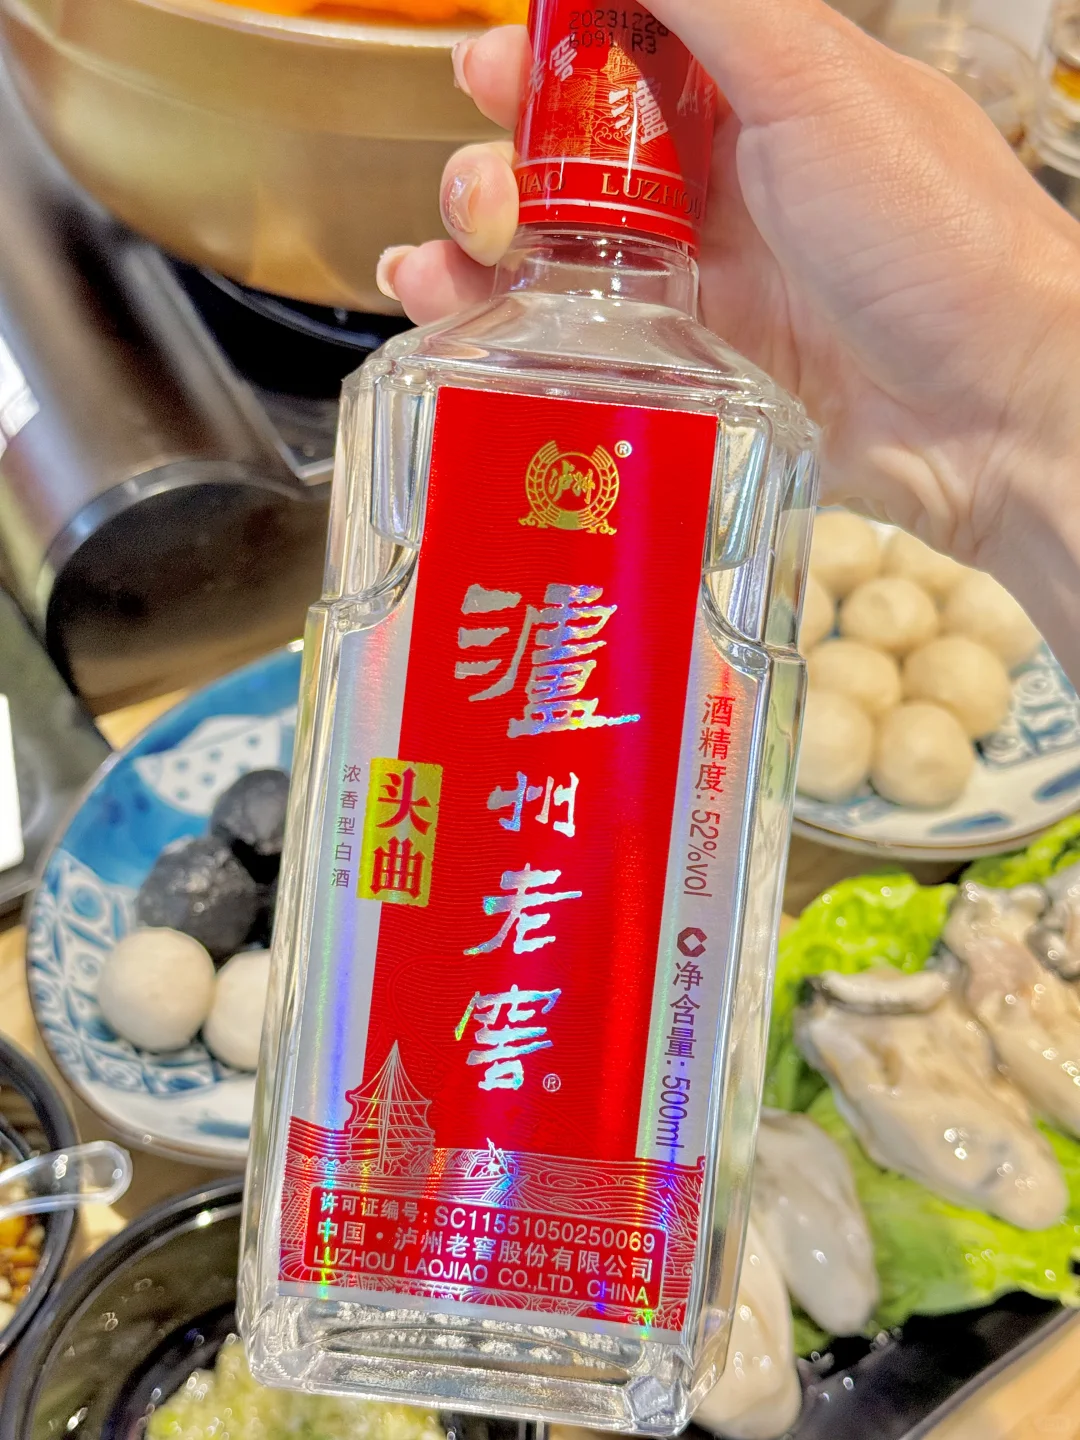 20231228
泸州
IAO LUZHOU
泸州
®
泸州老窖
®
头曲
浓香型白酒
酒精度:52%vol
净含量:500ml
许可证编号:SC11551050250069
中国·泸州老窖股份有限公司
LUZHOU LAOJIAO CO.,LTD. CHINA